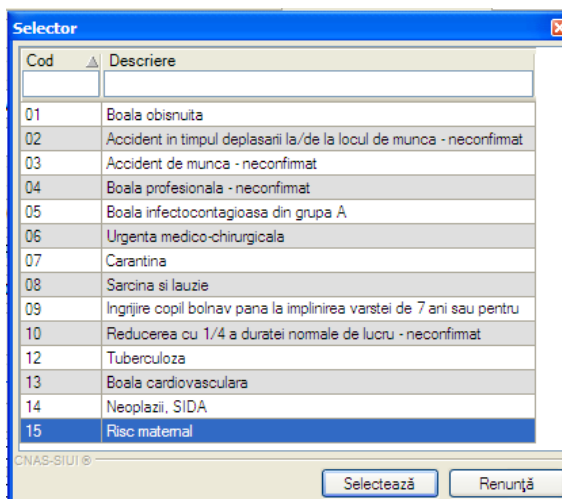 Selector
Cod Descriere
01 Boala obisnuita
02 Accident in timpul deplasarii la/de la locul de munca - neconfirmat
03 Accident de munca - neconfirmat
04 Boala profesionala - neconfirmat
05 Boala infectocontagioasa din grupa A
06 Urgenta medico-chirurgicala
07 Carantina
08 Sarcina si lauzie
09 Ingrijire copil bolnav pana la implinirea varstei de 7 ani sau pentru
10 Reducerea cu 1/4 a duratei normale de lucru - neconfirmat
12 Tuberculoza
13 Boala cardiovasculara
14 Neoplazii, SIDA
15 Risc maternal
CNAS-SIUI ®
Selectează Renunţă